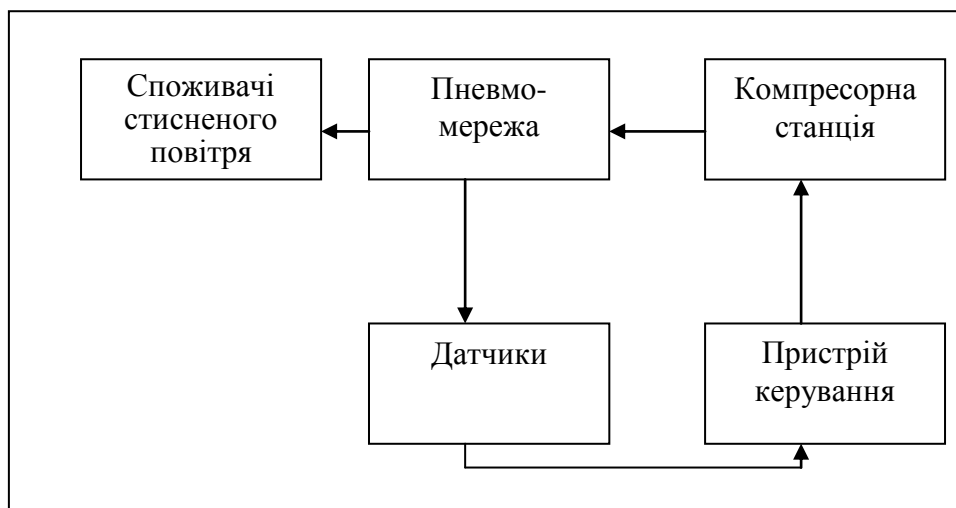 Споживачі
стисненого
повітря
Пневмо-
мережа
Компресорна
станція
Датчики
Пристрій
керування